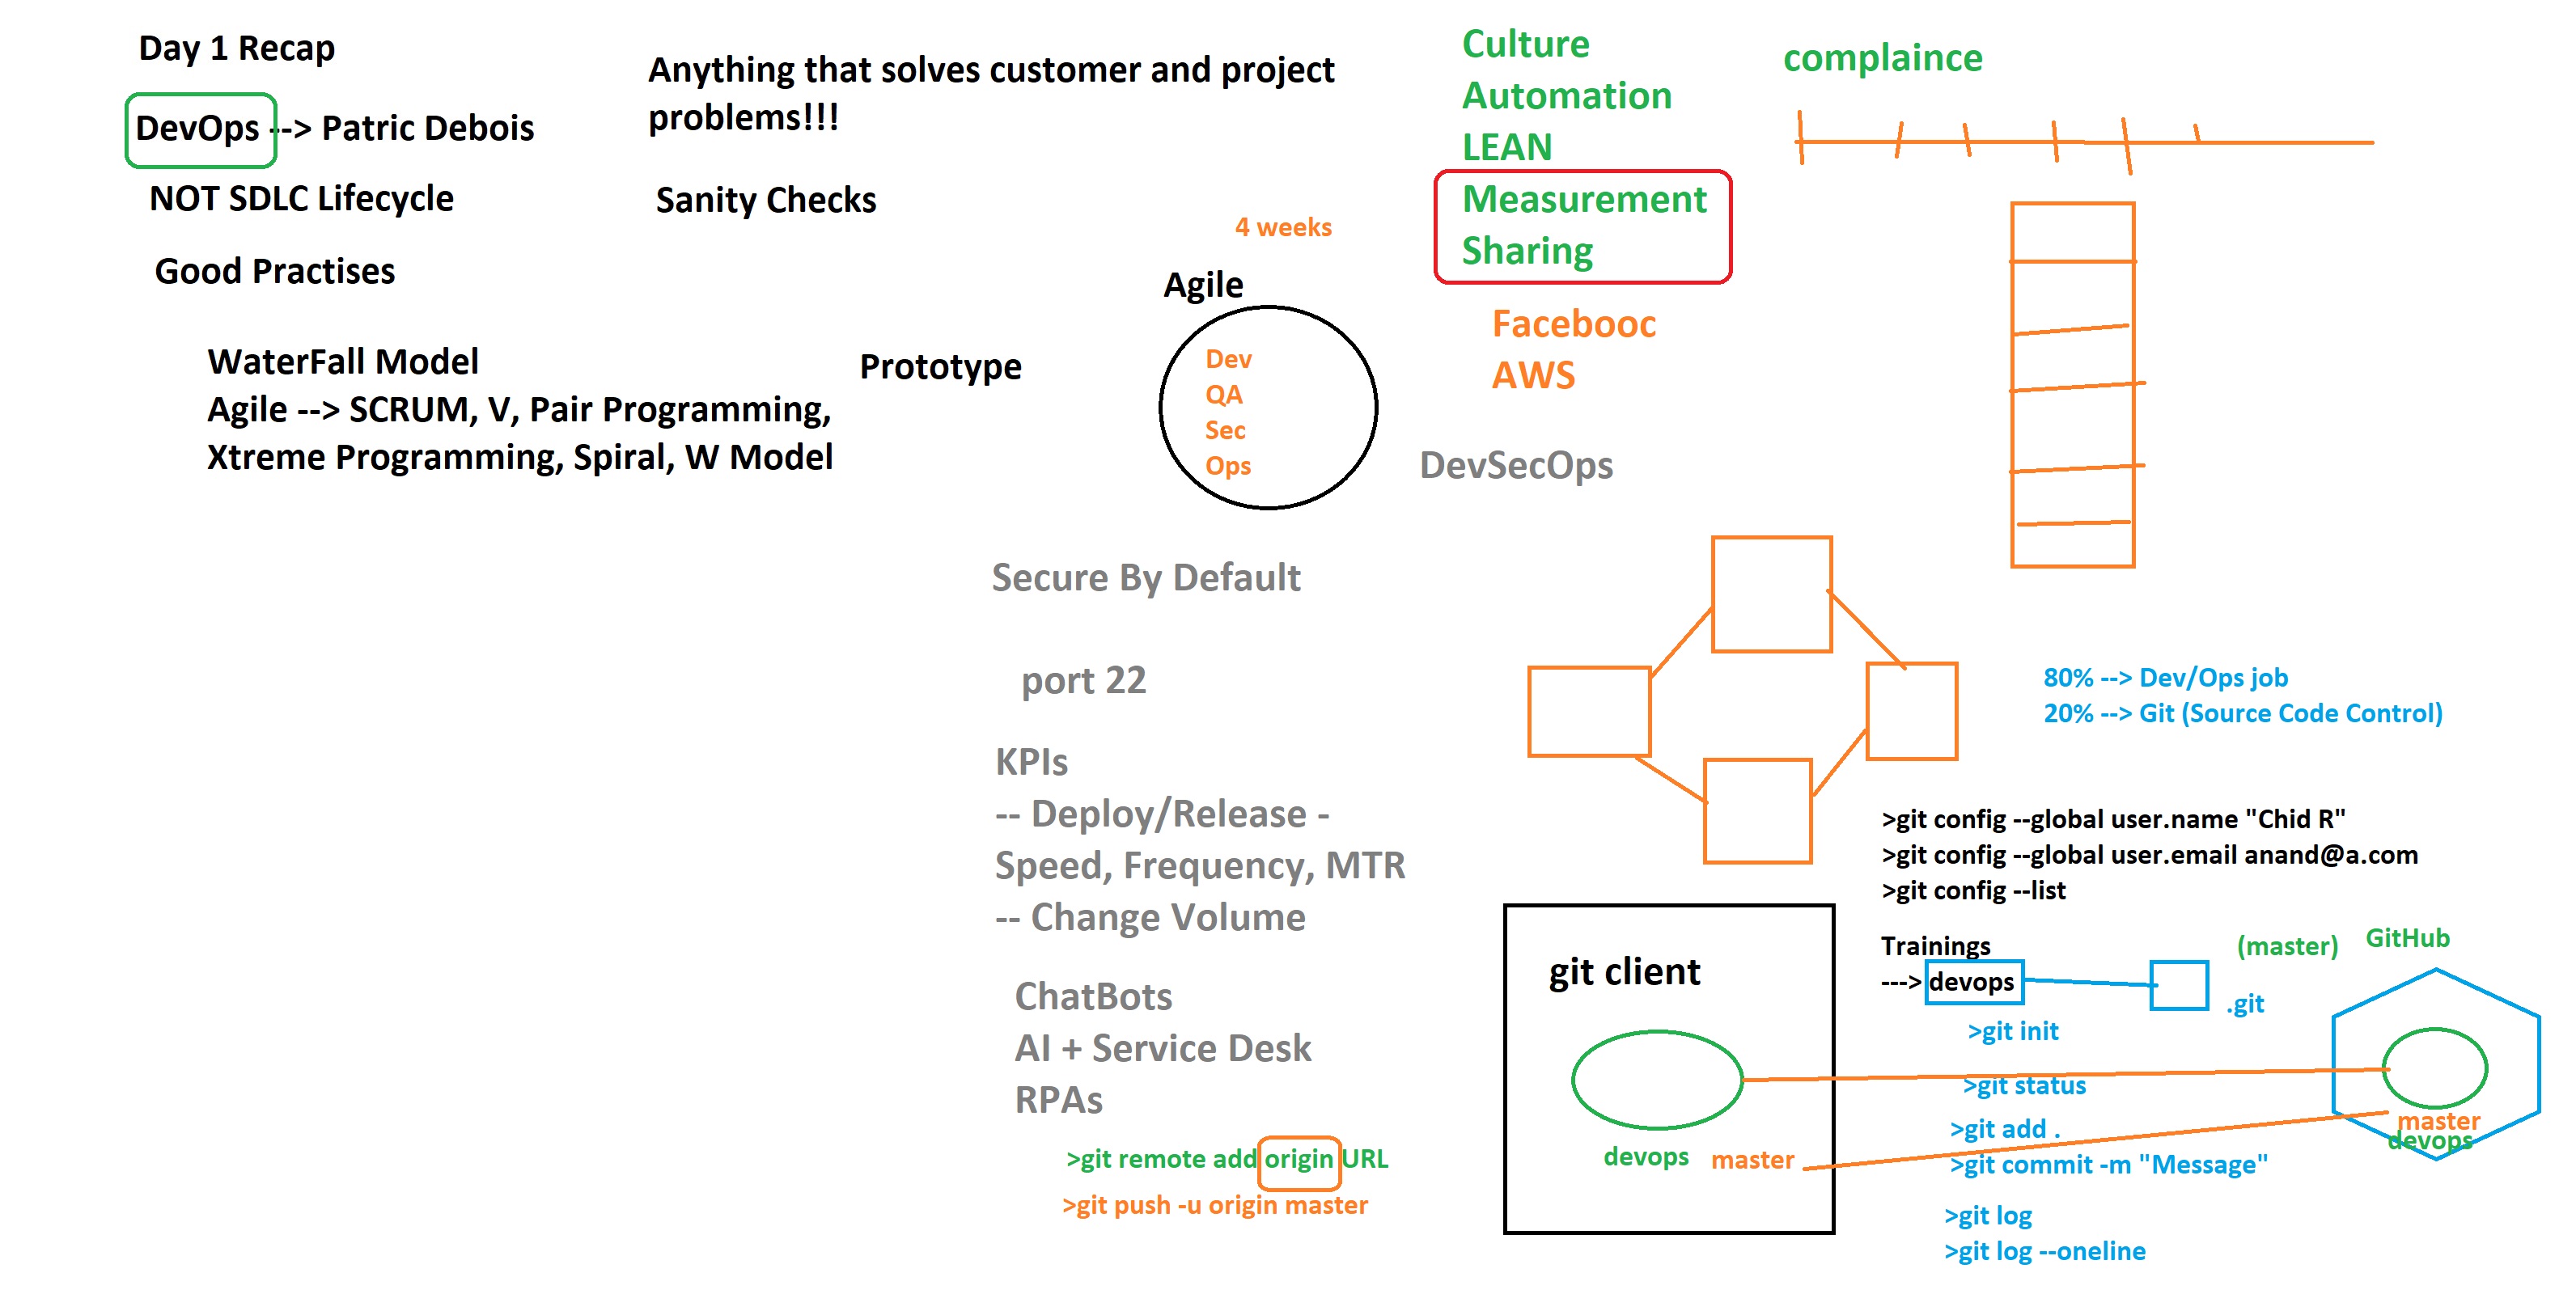 Day 1 Recap
DevOps --> Patric Debois
NOT SDLC Lifecycle
Good Practises
WaterFall Model
Agile --> SCRUM, V, Pair Programming,
Xtreme Programming, Spiral, W Model
Anything that solves customer and project
problems!!!
Sanity Checks
Prototype
4 weeks
Agile
Dev
QA
Sec
Ops
Culture
Automation
LEAN
Measurement
Sharing
Facebooc
AWS
DevSecOps
complaince
Secure By Default
port 22
KPIs
-- Deploy/Release -
Speed, Frequency, MTR
-- Change Volume
ChatBots
AI + Service Desk
RPAs
>git remote add origin URL
>git push -u origin master
80% --> Dev/Ops job
20% --> Git (Source Code Control)
>git config --global user.name "Chid R"
>git config --global user.email anand@a.com
>git config --list
git client
devops
master
Trainings
---> devops
.git
(master)
GitHub
>git init
>git status
>git add .
>git commit -m "Message"
>git log
>git log --oneline
master
devops